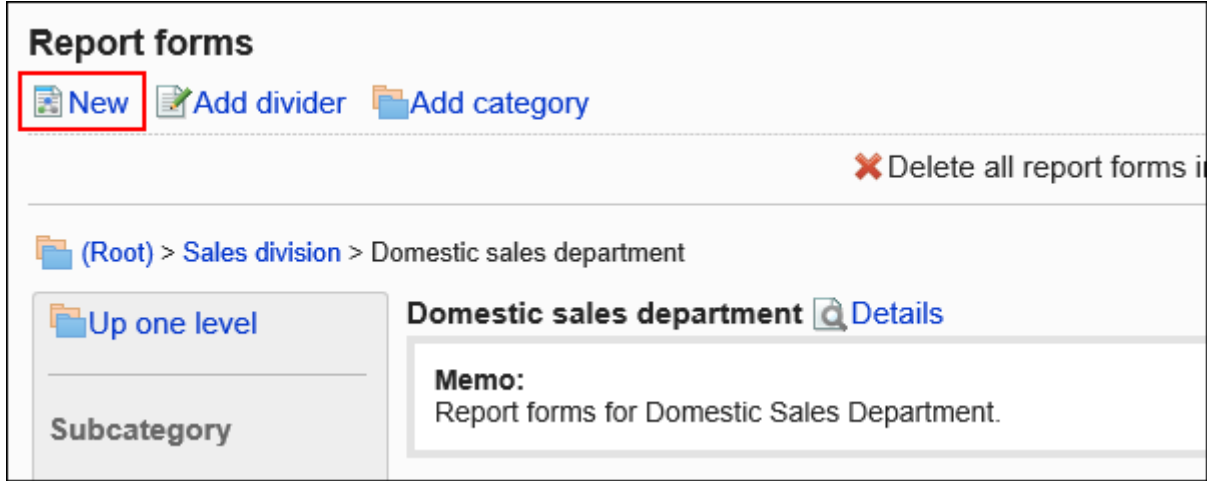 Report forms
New Add divider Add category
Delete all report forms
(Root) > Sales division > Domestic sales department
Up one level
Domestic sales department Details
Memo:
Report forms for Domestic Sales Department.
Subcategory